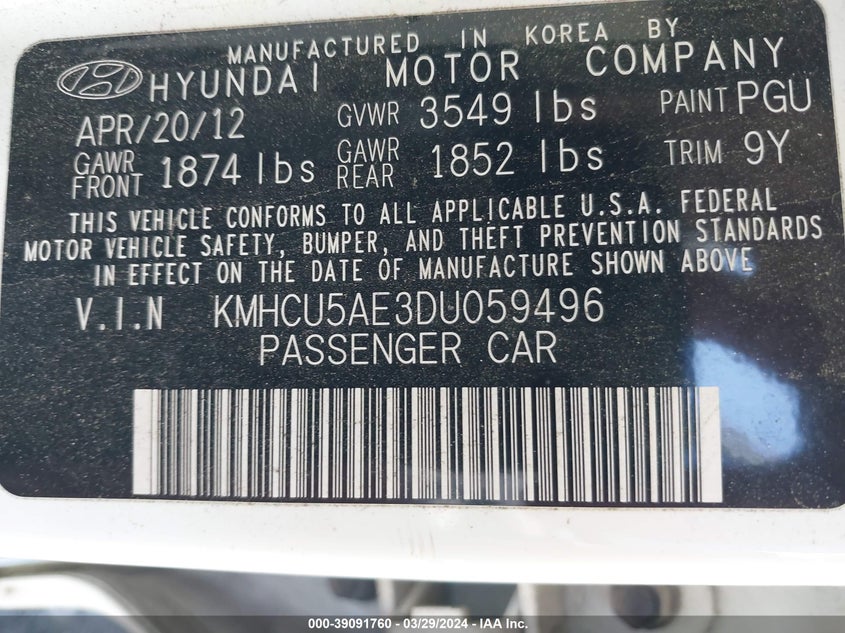 MANUFACTURED IN KOREA BY
HYUNDAI MOTOR COMPANY
APR/20/12 GVWR 3549 lbs PAINT PGU
GAWR FRONT 1874 lbs GAWR REAR 1852 lbs TRIM 9Y
THIS VEHICLE CONFORMS TO ALL APPLICABLE U.S.A. FEDERAL
MOTOR VEHICLE SAFETY, BUMPER, AND THEFT PREVENTION STANDARDS
IN EFFECT ON THE DATE OF MANUFACTURE SHOWN ABOVE
V.I.N KMHCU5AE3DU059496
PASSENGER CAR
000-39091760 - 03/29/2024 - IAA Inc.